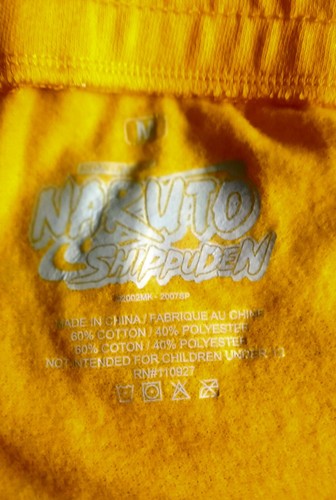 M
NARUTO
SHIPPUDEN
MADE IN CHINA / FABRIQUE AU CHINE
60% COTTON / 40% POLYESTER
60% COTON / 40% POLYESTER
NOT INTENDED FOR CHILDREN UNDER
RN#110927